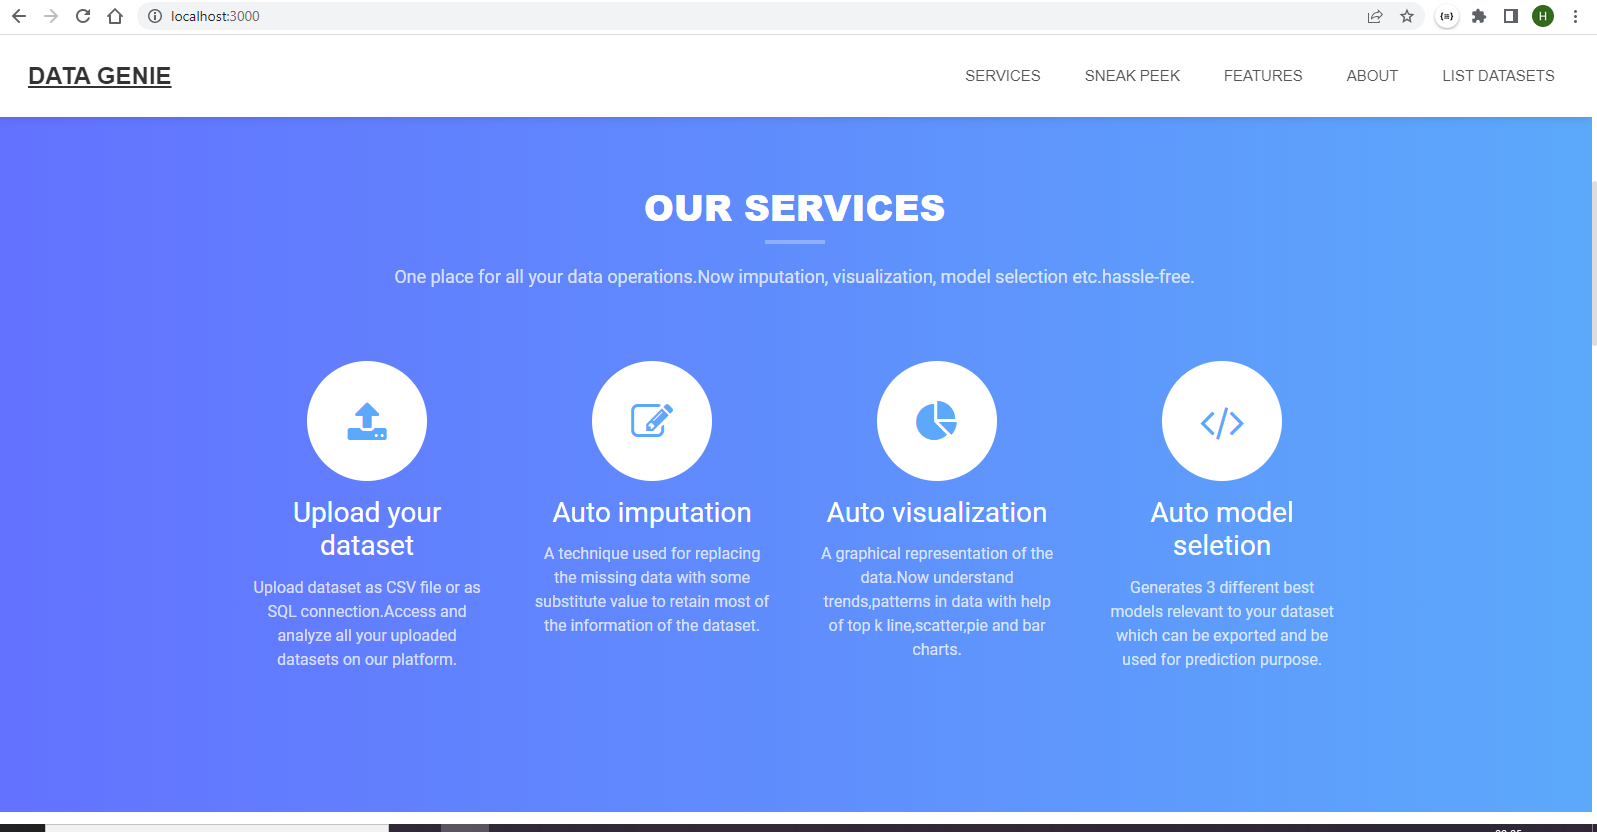 localhost:3000
H
DATA GENIE
SERVICES
SNEAK PEEK
FEATURES
ABOUT
LIST DATASETS
OUR SERVICES
One place for all your data operations.Now imputation, visualization, model selection etc.hassle-free.
Upload your
dataset
Upload dataset as CSV file or as
SQL connection.Access and
analyze all your uploaded
datasets on our platform.
Auto imputation
A technique used for replacing
the missing data with some
substitute value to retain most of
the information of the dataset.
Auto visualization
A graphical representation of the
data.Now understand
trends,patterns in data with help
of top k line,scatter,pie and bar
charts.
Auto model
seletion
Generates 3 different best
models relevant to your dataset
which can be exported and be
used for prediction purpose.